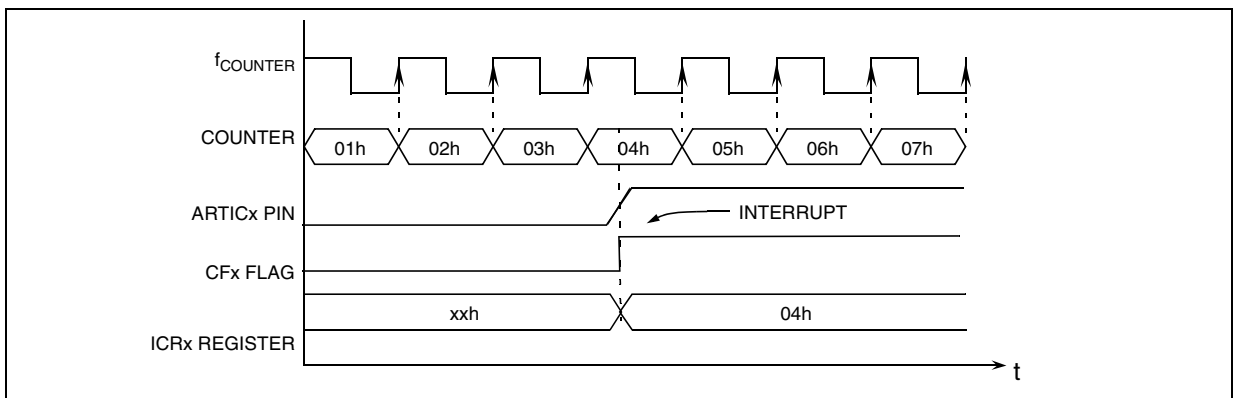 fCOUNTER
COUNTER 01h 02h 03h 04h 05h 06h 07h
ARTICx PIN INTERRUPT
CFx FLAG
xxh 04h
ICRx REGISTER
t